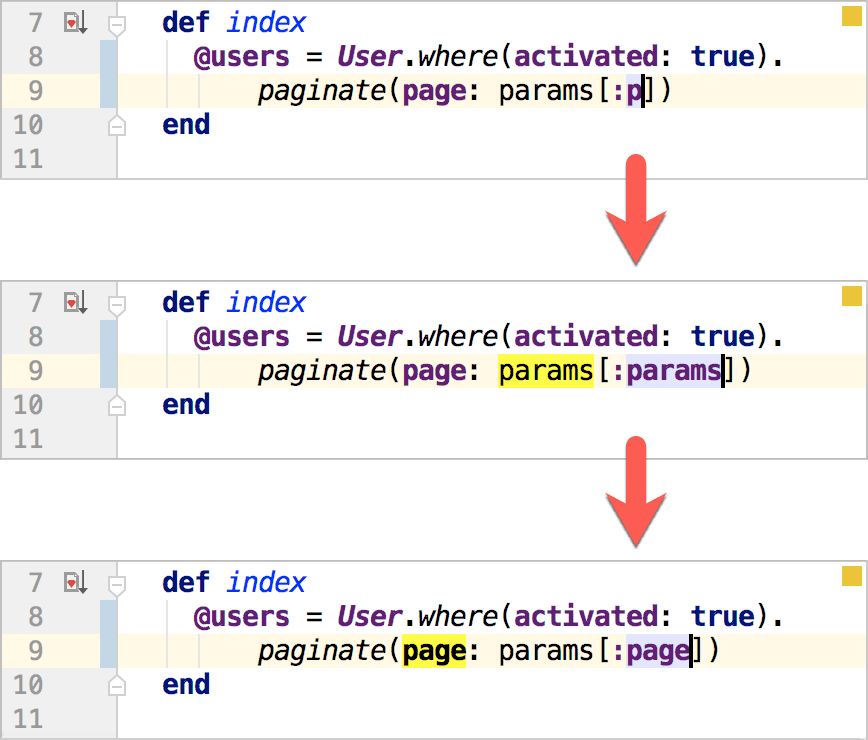 7 def index
8 @users = User.where(activated: true).
9 paginate(page: params[:p])
10 end
11
7 def index
8 @users = User.where(activated: true).
9 paginate(page: params[:params])
10 end
11
7 def index
8 @users = User.where(activated: true).
9 paginate(page: params[:page])
10 end
11